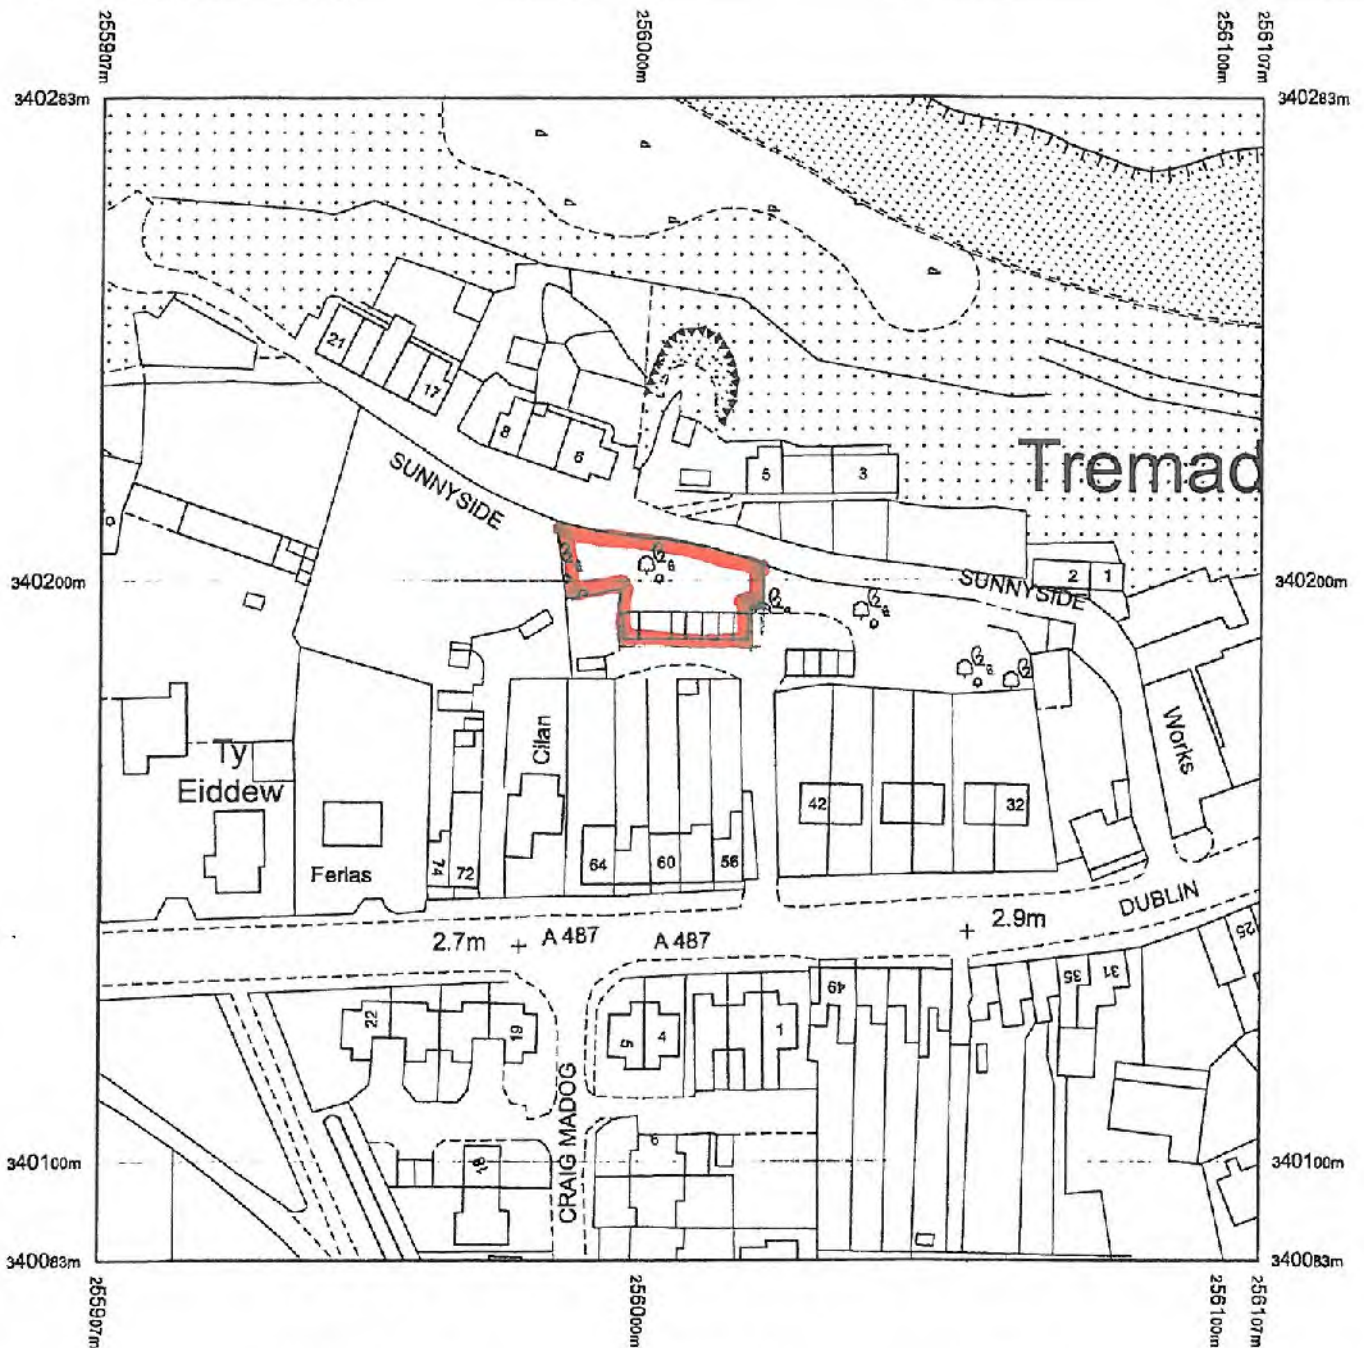 255907m
256000m
256100m
256107m
340283m
340283m
21
17
8
6
5
3
Tremad
SUNNYSIDE
340200m
340200m
SUNNYSIDE
2
1
Works
Cilan
Ty
Eiddew
42
32
64
60
56
74
72
Ferlas
DUBLIN
2.9m
2.7m
A 487
A 487
25
22
19
5
4
1
49
35
31
CRAIG MADOG
6
18
340100m
340100m
340083m
340083m
255907m
256000m
256100m
256107m